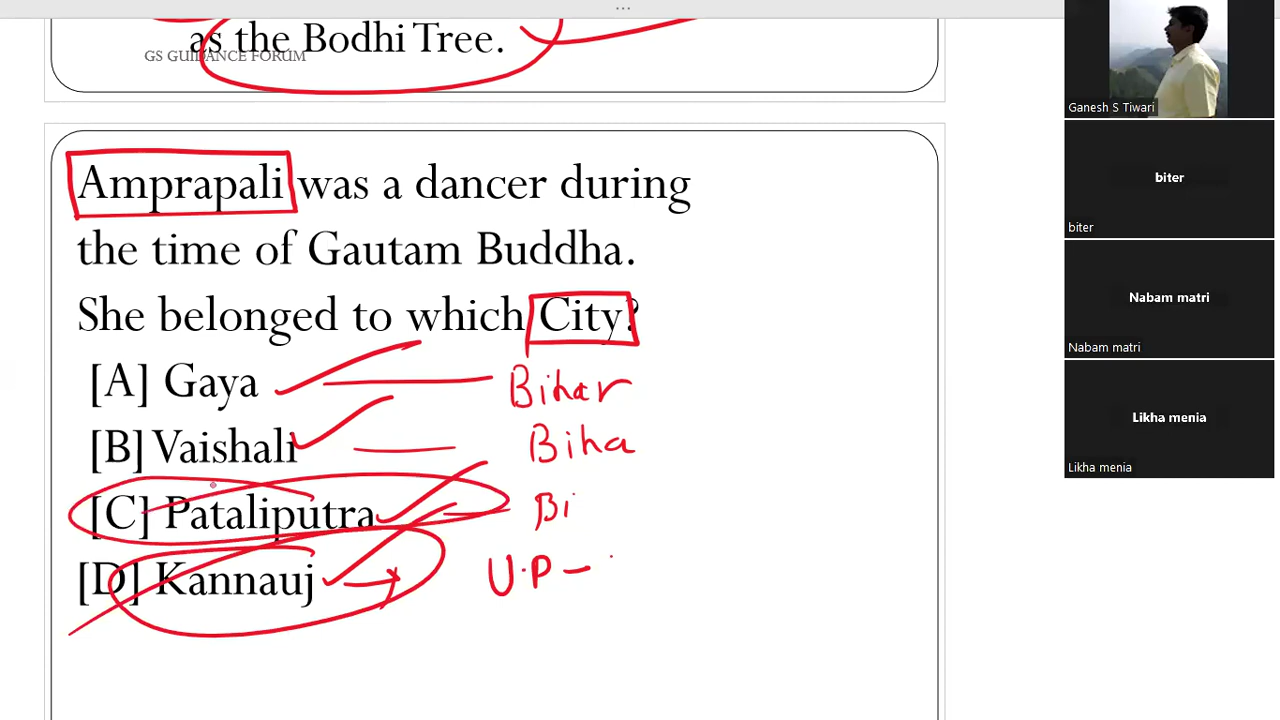 ...
as the Bodhi Tree.
GS GUIDANCE FORUM
Amprapali was a dancer during
the time of Gautam Buddha.
She belonged to which City?
[A] Gaya Bihar
[B] Vaishali Biha
[C] Pataliputra Bi
[D] Kannauj U.P –
Ganesh S Tiwari
biter
biter
Nabam matri
Nabam matri
Likha menia
Likha menia